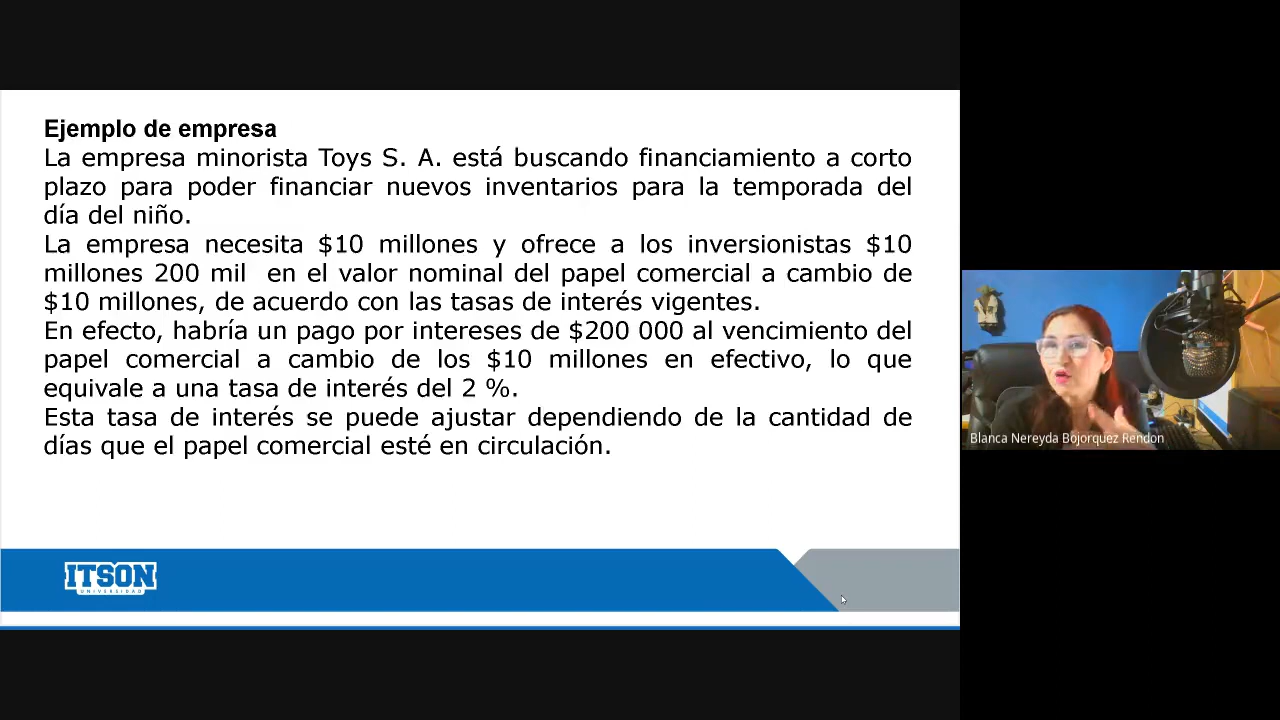 Ejemplo de empresa
La empresa minorista Toys S. A. está buscando financiamiento a corto
plazo para poder financiar nuevos inventarios para la temporada del
día del niño.
La empresa necesita $10 millones y ofrece a los inversionistas $10
millones 200 mil en el valor nominal del papel comercial a cambio de
$10 millones, de acuerdo con las tasas de interés vigentes.
En efecto, habría un pago por intereses de $200 000 al vencimiento del
papel comercial a cambio de los $10 millones en efectivo, lo que
equivale a una tasa de interés del 2 %.
Esta tasa de interés se puede ajustar dependiendo de la cantidad de
días que el papel comercial esté en circulación.
ITSON
UNIVERSIDAD
Blanca Nereyda Bojorquez Rendon